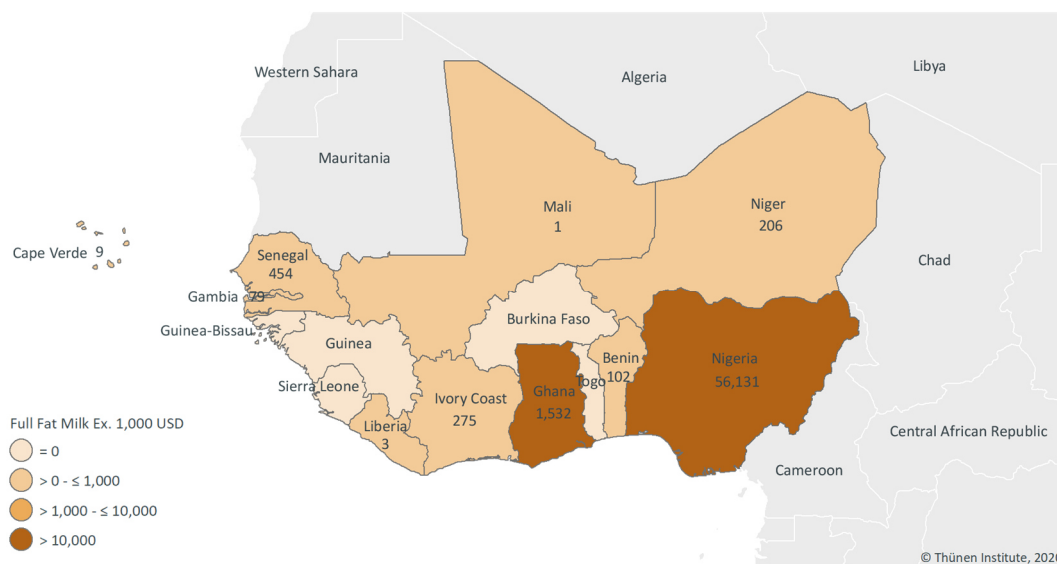 Western Sahara
Algeria
Libya
Mauritania
Mali
1
Niger
206
Cape Verde 9
Senegal
454
Chad
Gambia 79
Guinea-Bissau
Burkina Faso
Guinea
Benin
102
Nigeria
56,131
Sierra Leone
Togo
Ghana
1,532
Ivory Coast
275
Liberia
3
Full Fat Milk Ex. 1,000 USD
= 0
> 0 - ≤ 1,000
> 1,000 - ≤ 10,000
> 10,000
Central African Republic
Cameroon
© Thünen Institute, 2020